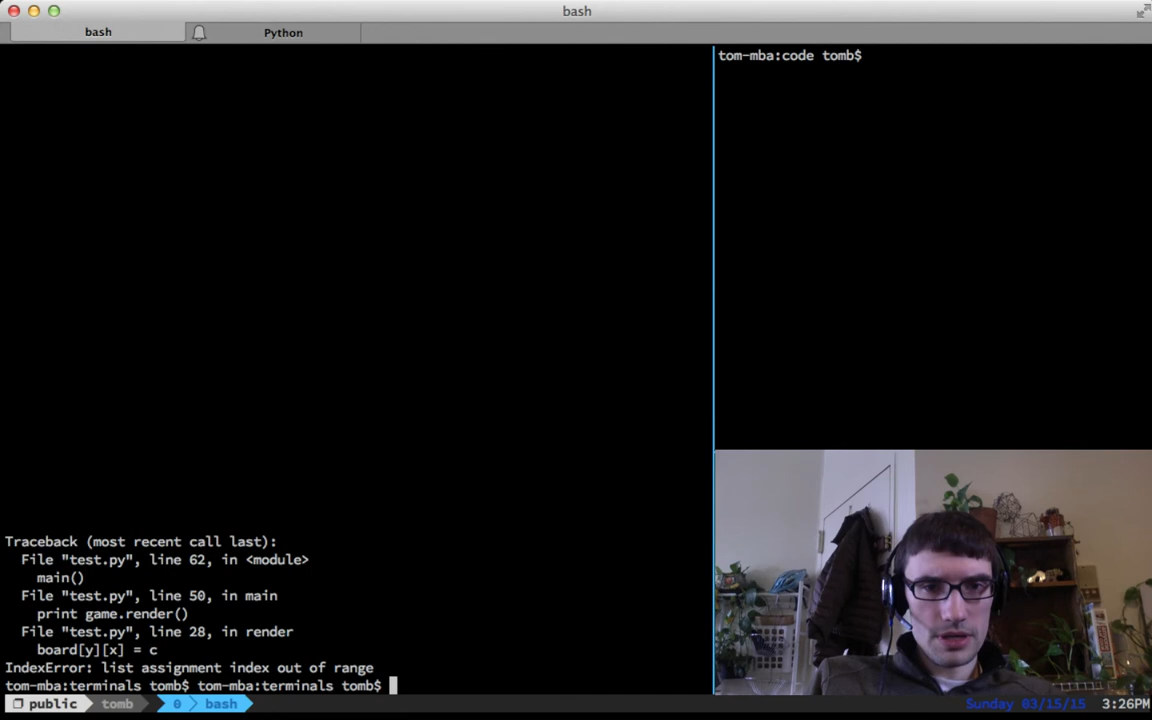 bash
bash
Python
tom-mba:code tomb$
Traceback (most recent call last):
File "test.py", line 62, in <module>
main()
File "test.py", line 50, in main
print game.render()
File "test.py", line 28, in render
board[y][x] = c
IndexError: list assignment index out of range
tom-mba:terminals tomb$ tom-mba:terminals tomb$
public tomb 0 bash
Sunday 03/15/15 3:26PM